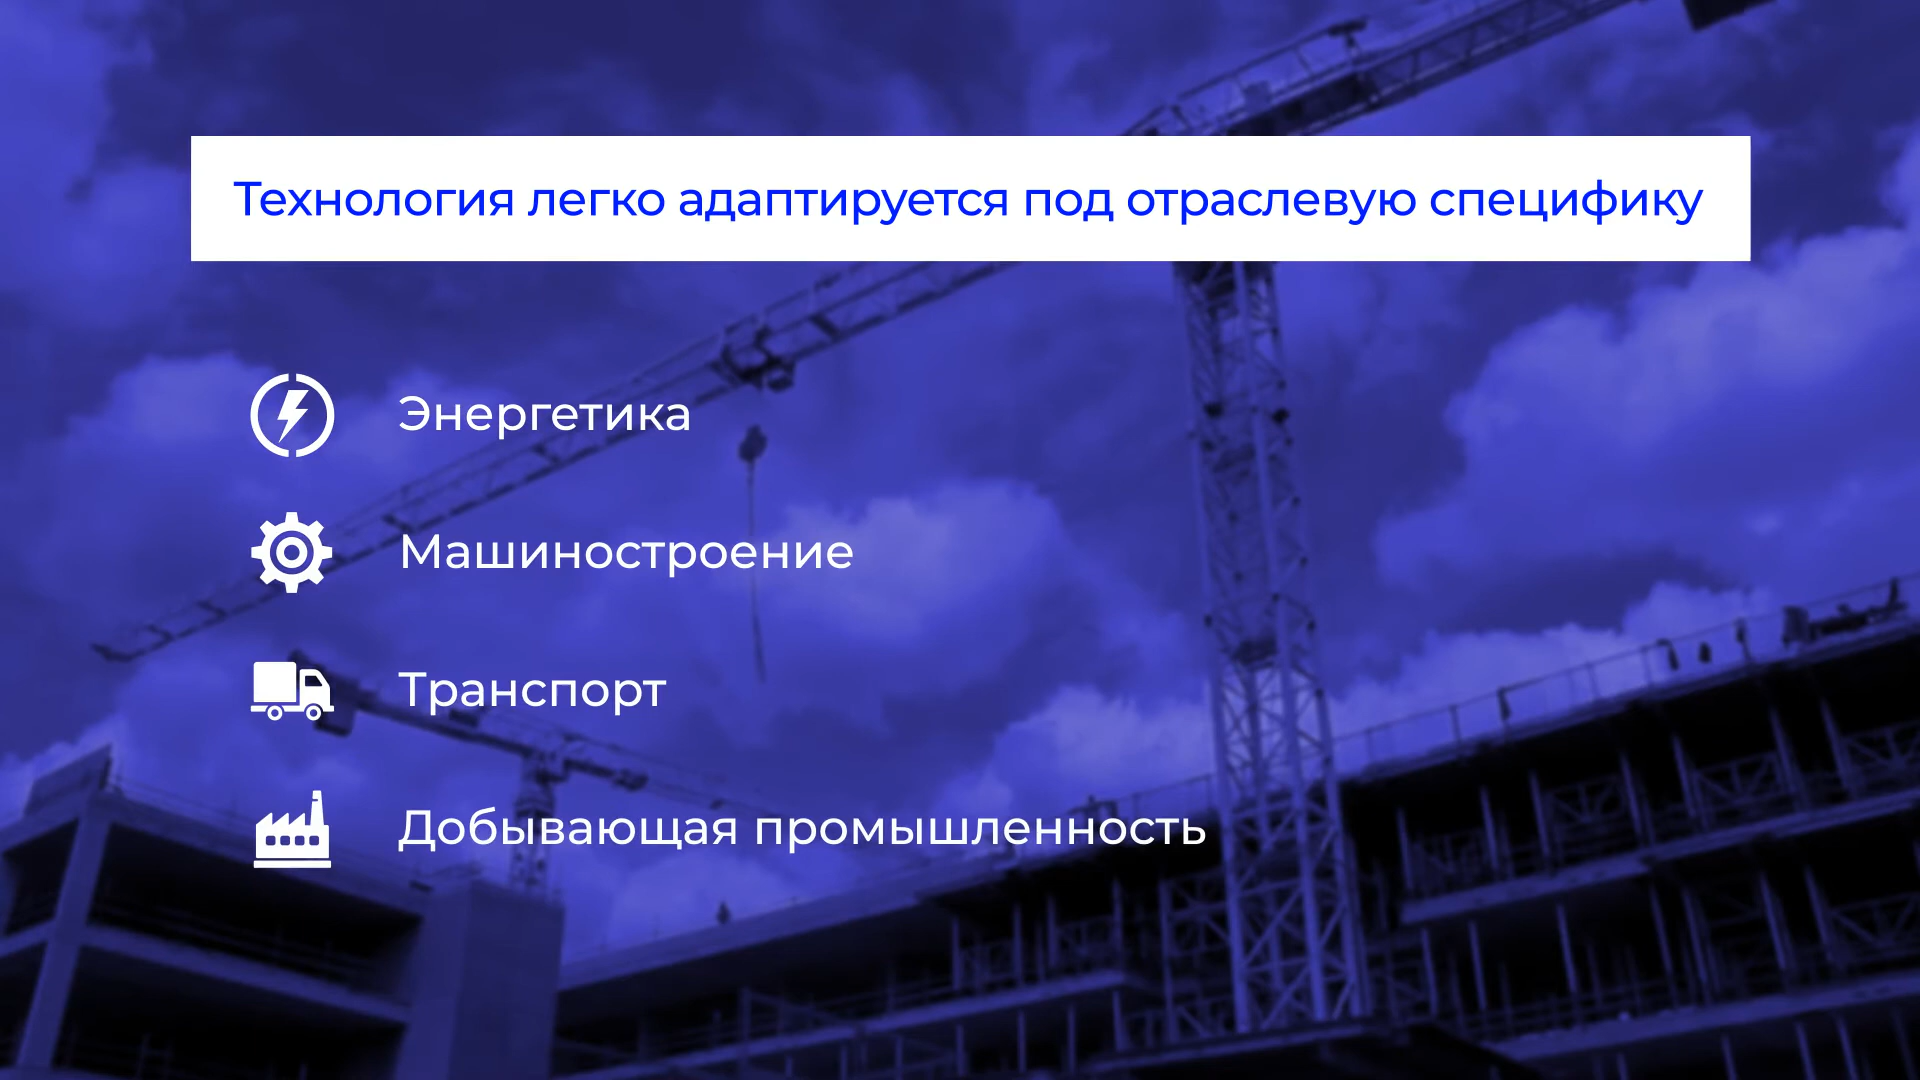 Технология легко адаптируется под отраслевую специфику
Энергетика
Машиностроение
Транспорт
Добывающая промышленность